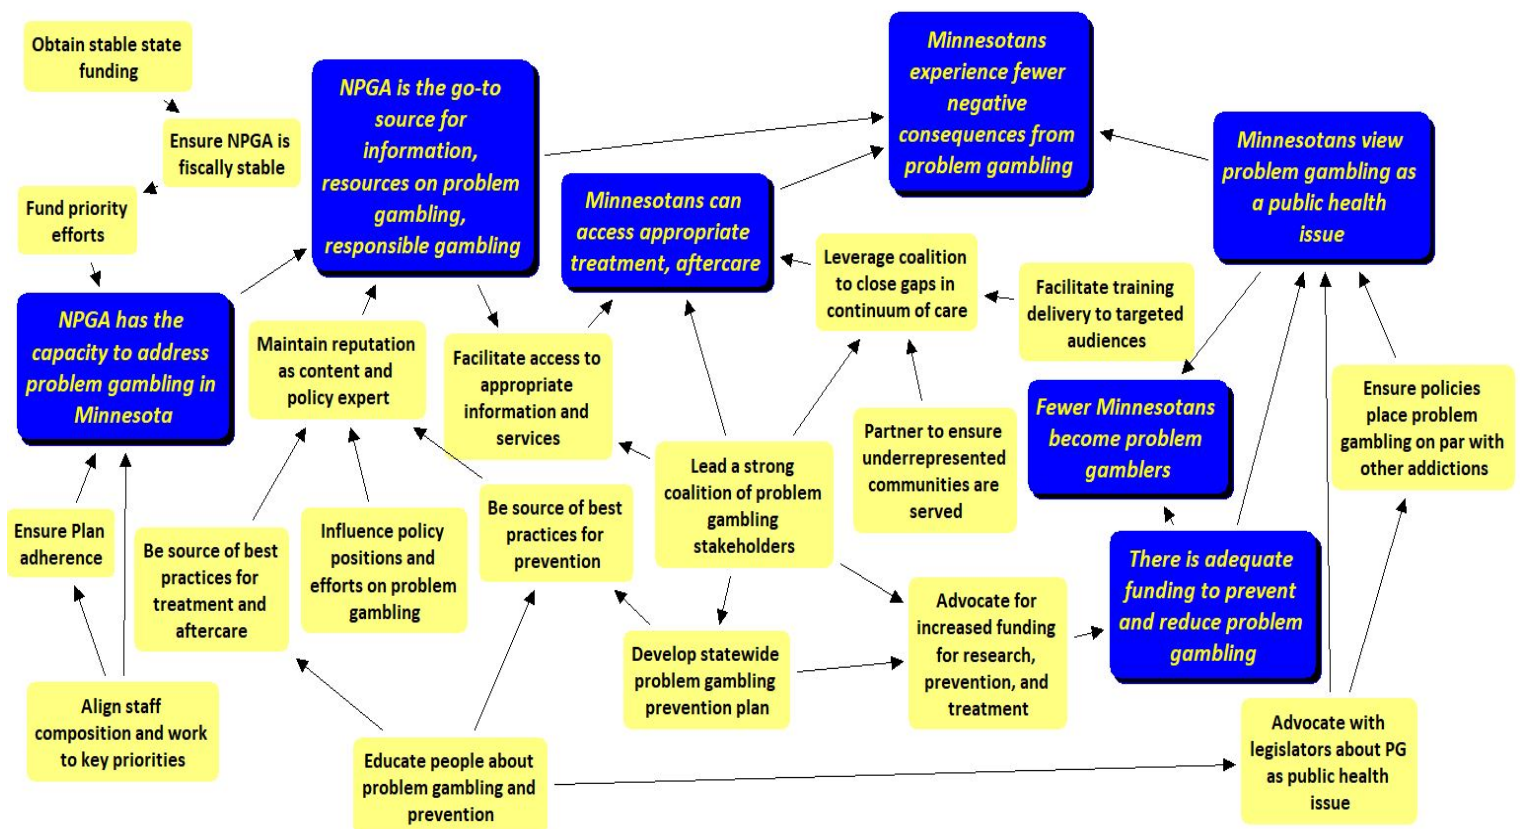 Obtain stable state
funding
Ensure NPGA is
fiscally stable
Fund priority
efforts
NPGA has the
capacity to address
problem gambling in
Minnesota
NPGA is the go-to
source for
information,
resources on problem
gambling,
responsible gambling
Minnesotans
experience fewer
negative
consequences from
problem gambling
Minnesotans view
problem gambling as
a public health
issue
Minnesotans can
access appropriate
treatment, aftercare
Leverage coalition
to close gaps in
continuum of care
Facilitate training
delivery to targeted
audiences
Maintain reputation
as content and
policy expert
Facilitate access to
appropriate
information and
services
Fewer Minnesotans
become problem
gamblers
Ensure policies
place problem
gambling on par with
other addictions
Partner to ensure
underrepresented
communities are
served
Lead a strong
coalition of problem
gambling
stakeholders
Ensure Plan
adherence
Be source of best
practices for
treatment and
aftercare
Influence policy
positions and
efforts on problem
gambling
Be source of best
practices for
prevention
There is adequate
funding to prevent
and reduce problem
gambling
Advocate for
increased funding
for research,
prevention, and
treatment
Develop statewide
problem gambling
prevention plan
Align staff
composition and work
to key priorities
Educate people about
problem gambling and
prevention
Advocate with
legislators about PG
as public health
issue